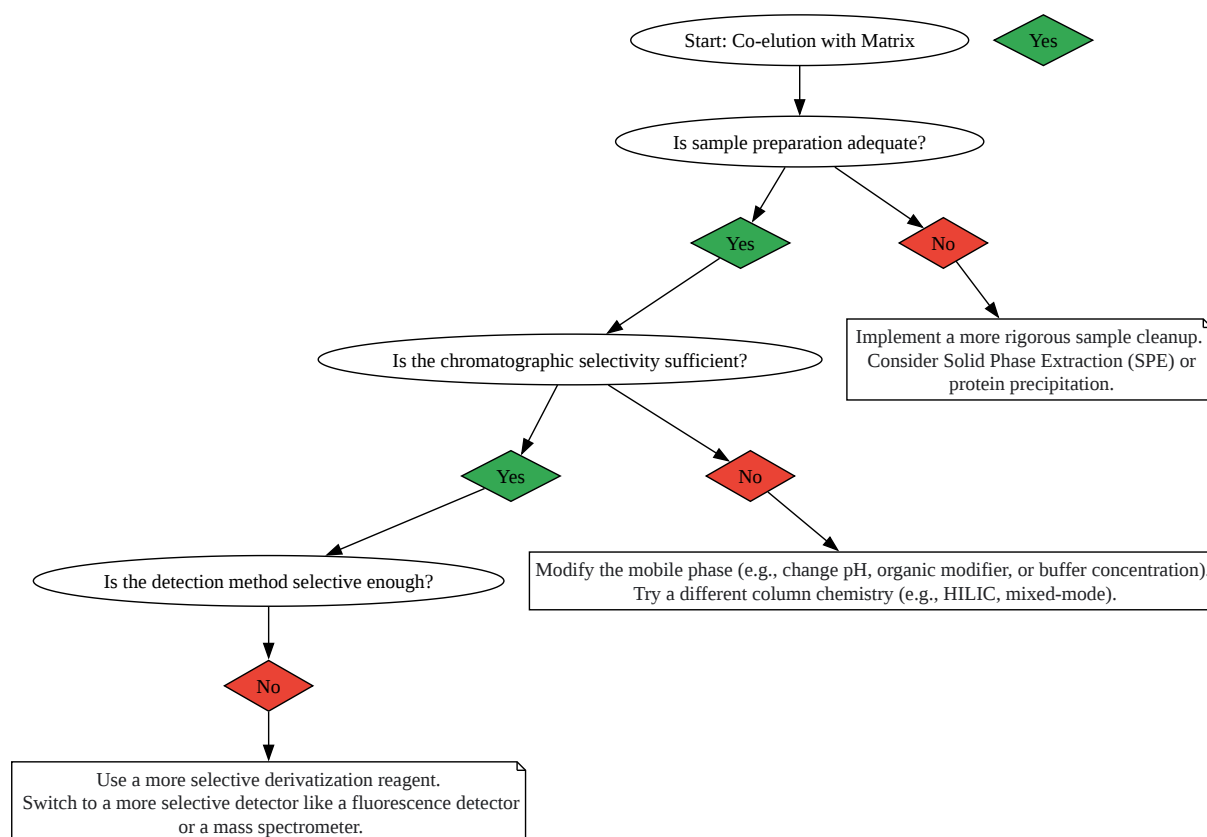 Start: Co-elution with Matrix
Yes
Is sample preparation adequate?
Yes
No
Implement a more rigorous sample cleanup.
Consider Solid Phase Extraction (SPE) or
protein precipitation.
Is the chromatographic selectivity sufficient?
Yes
No
Modify the mobile phase (e.g., change pH, organic modifier, or buffer concentration).
Try a different column chemistry (e.g., HILIC, mixed-mode).
Is the detection method selective enough?
No
Use a more selective derivatization reagent.
Switch to a more selective detector like a fluorescence detector
or a mass spectrometer.